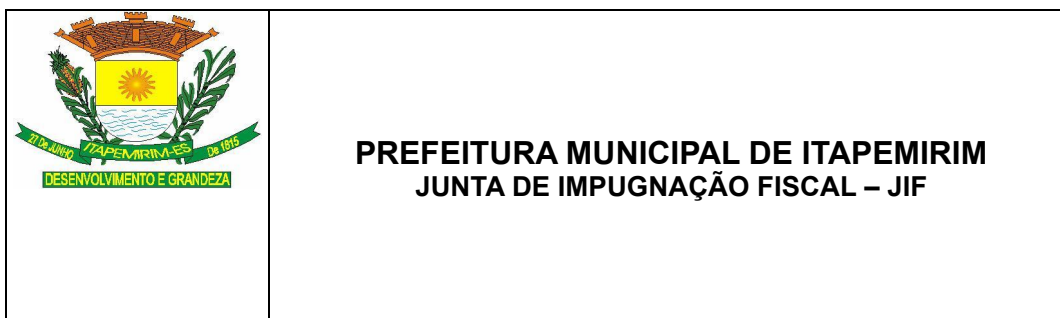 27 De JUNHO ITAPEMIRIM-ES De 1815
DESENVOLVIMENTO E GRANDEZA
PREFEITURA MUNICIPAL DE ITAPEMIRIM
JUNTA DE IMPUGNAÇÃO FISCAL – JIF